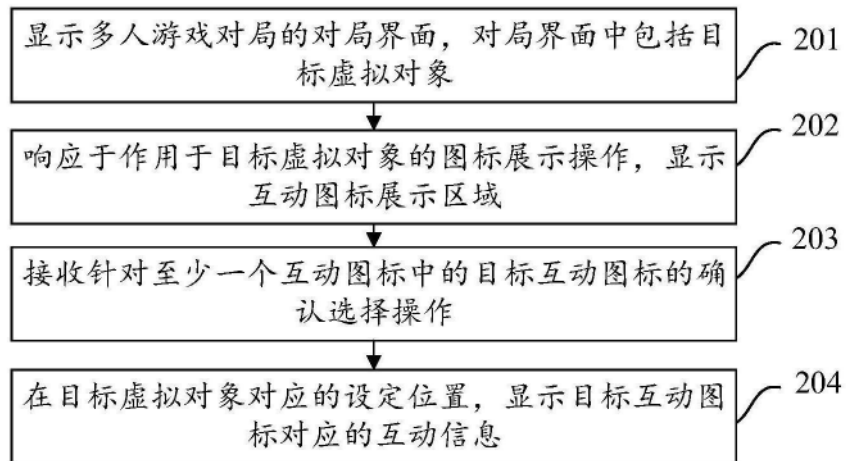 显示多人游戏对局的对局界面，对局界面中包括目
标虚拟对象
201
响应于作用于目标虚拟对象的图标展示操作，显示
互动图标展示区域
202
接收针对至少一个互动图标中的目标互动图标的确
认选择操作
203
在目标虚拟对象对应的设定位置，显示目标互动图
标对应的互动信息
204